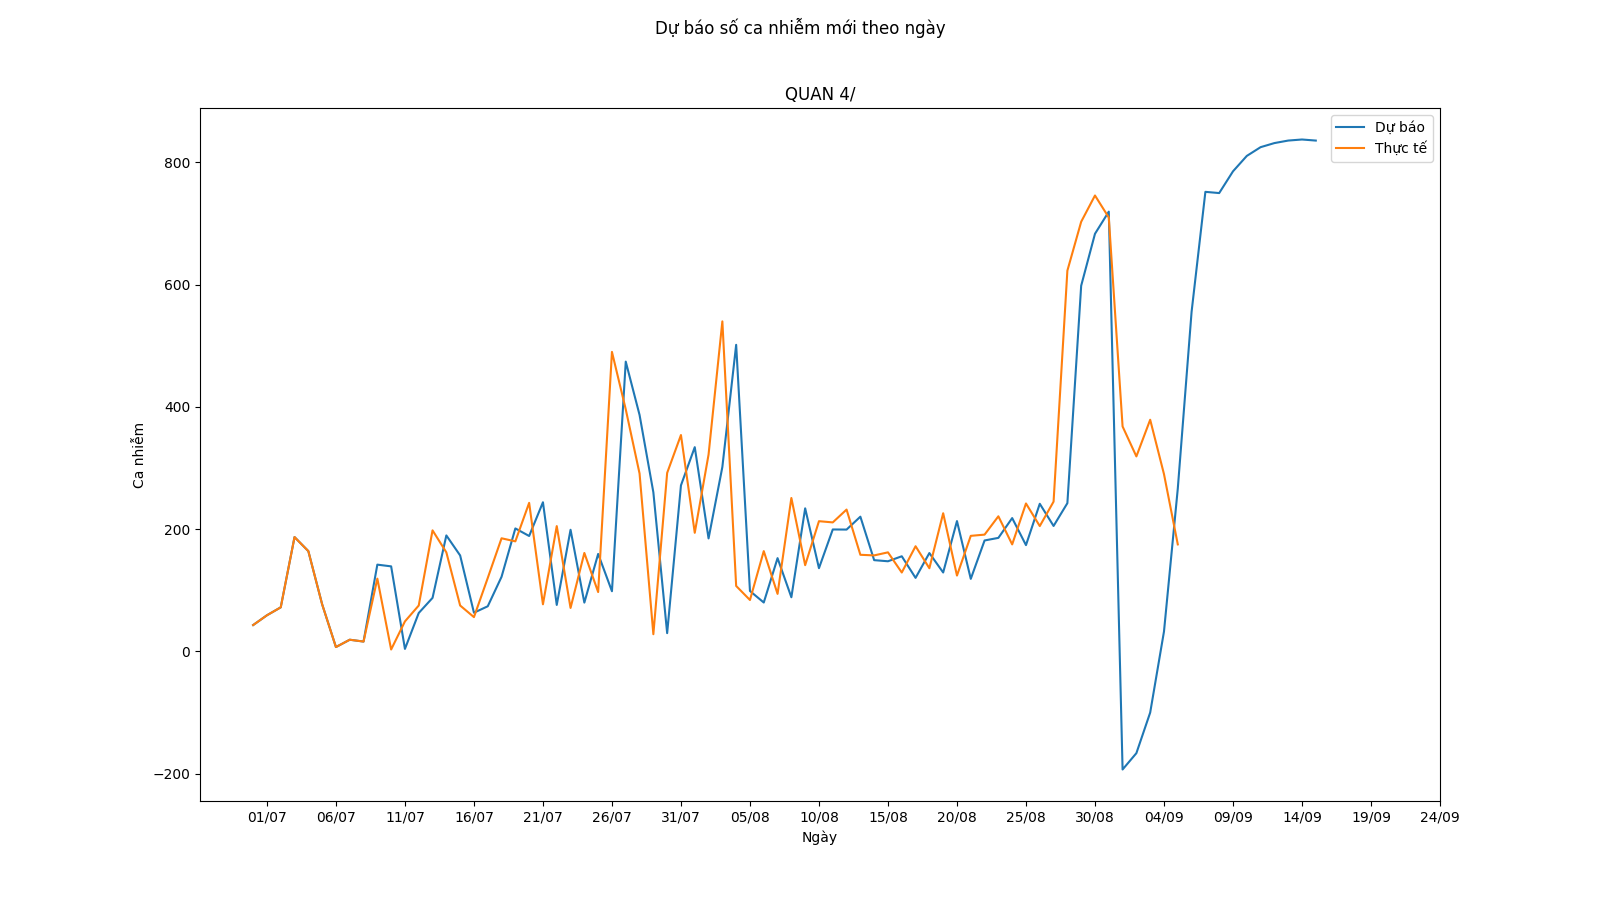 Dự báo số ca nhiễm mới theo ngày
QUAN 4/
Dự báo
Thực tế
800
600
400
200
0
−200
Ca nhiễm
01/07 06/07 11/07 16/07 21/07 26/07 31/07 05/08 10/08 15/08 20/08 25/08 30/08 04/09 09/09 14/09 19/09 24/09
Ngày